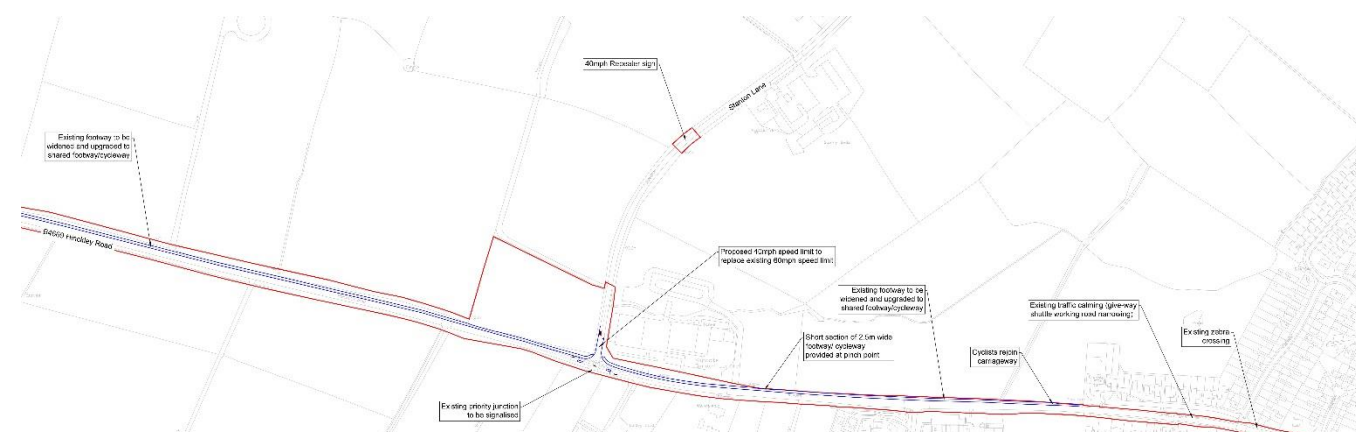 40mph Repeater sign
Stanton Lane
Existing footway to be
widened and upgraded to
shared footway/cycleway
B4669 Hinckley Road
Proposed 40mph speed limit to
replace existing 60mph speed limit
Existing footway to be
widened and upgraded to
shared footway/cycleway
Existing traffic calming (give-way
shuttle working road narrowing)
Short section of 2.5m wide
footway/ cycleway
provided at pinch point
Cyclists rejoin
carriageway
Existing zebra
crossing
Existing priority junction
to be signalised